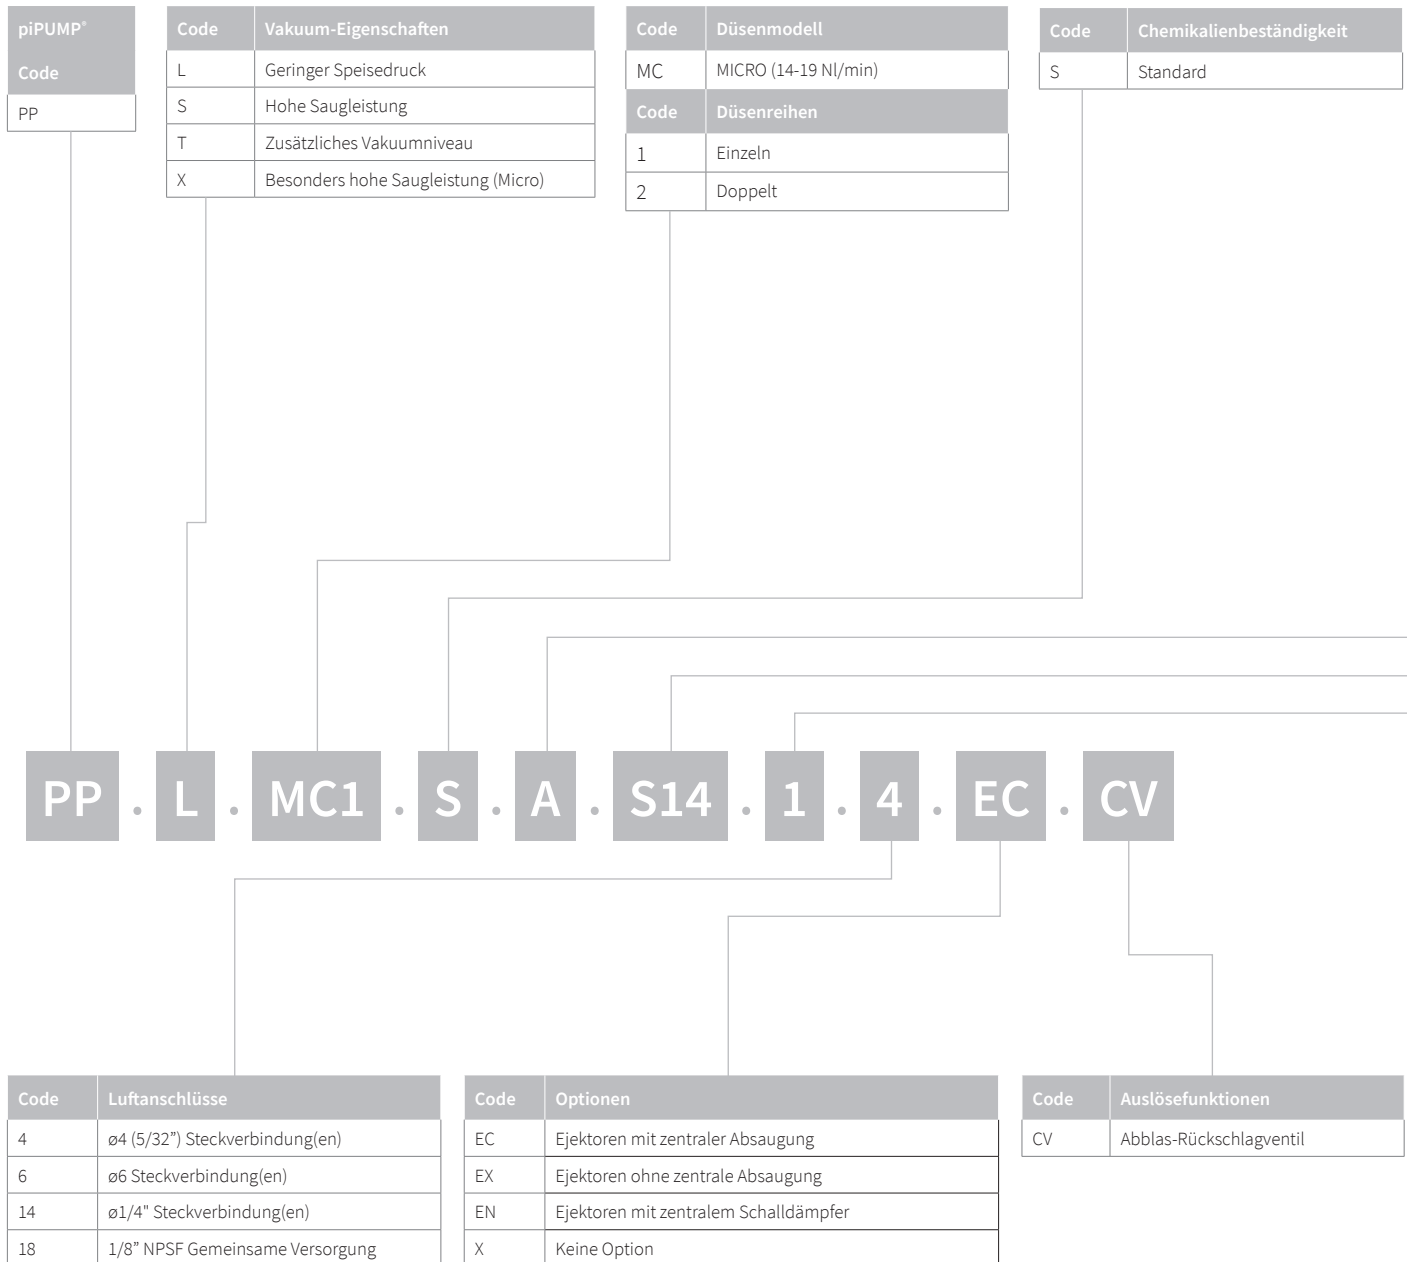 piPUMP®
Code
PP
Code Vakuum-Eigenschaften
L Geringer Speisedruck
S Hohe Saugleistung
T Zusätzliches Vakuumniveau
X Besonders hohe Saugleistung (Micro)
Code Düsenmodell
MC MICRO (14-19 Nl/min)
Code Düsenreihen
1 Einzeln
2 Doppelt
Code Chemikalienbeständigkeit
S Standard
PP . L . MC1 . S . A . S14 . 1 . 4 . EC . CV
Code Luftanschlüsse
4 ø4 (5/32”) Steckverbindung(en)
6 ø6 Steckverbindung(en)
14 ø1/4" Steckverbindung(en)
18 1/8” NPSF Gemeinsame Versorgung
Code Optionen
EC Ejektoren mit zentraler Absaugung
EX Ejektoren ohne zentrale Absaugung
EN Ejektoren mit zentralem Schalldämpfer
X Keine Option
Code Auslösefunktionen
CV Abblas-Rückschlagventil